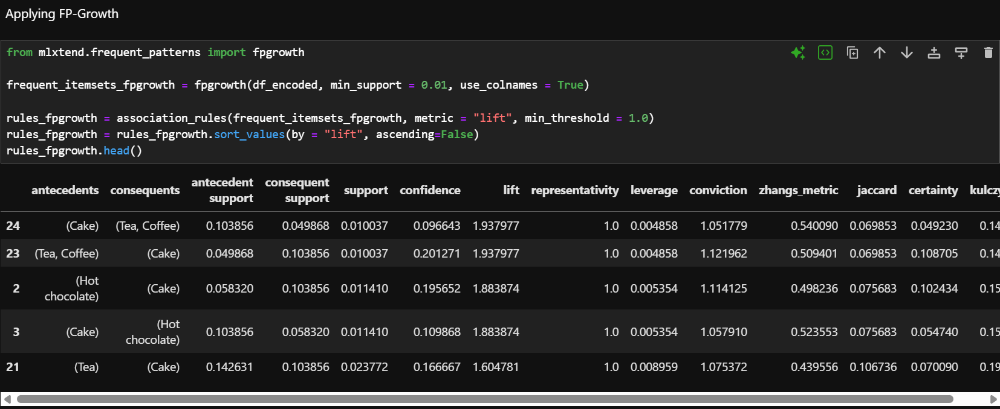 Applying FP-Growth
from mlxtend.frequent_patterns import fpgrowth
frequent_itemsets_fpgrowth = fpgrowth(df_encoded, min_support = 0.01, use_colnames = True)
rules_fpgrowth = association_rules(frequent_itemsets_fpgrowth, metric = "lift", min_threshold = 1.0)
rules_fpgrowth = rules_fpgrowth.sort_values(by = "lift", ascending=False)
rules_fpgrowth.head()
antecedents consequents antecedent support consequent support support confidence lift representativity leverage conviction zhangs_metric jaccard certainty kulczy
24 (Cake) (Tea, Coffee) 0.103856 0.049868 0.010037 0.096643 1.937977 1.0 0.004858 1.051779 0.540090 0.069853 0.049230 0.14
23 (Tea, Coffee) (Cake) 0.049868 0.103856 0.010037 0.201271 1.937977 1.0 0.004858 1.121962 0.509401 0.069853 0.108705 0.14
2 (Hot chocolate) (Cake) 0.058320 0.103856 0.011410 0.195652 1.883874 1.0 0.005354 1.114125 0.498236 0.075683 0.102434 0.15
3 (Cake) (Hot chocolate) 0.103856 0.058320 0.011410 0.109868 1.883874 1.0 0.005354 1.057910 0.523553 0.075683 0.054740 0.15
21 (Tea) (Cake) 0.142631 0.103856 0.023772 0.166667 1.604781 1.0 0.008959 1.075372 0.439556 0.106736 0.070090 0.19